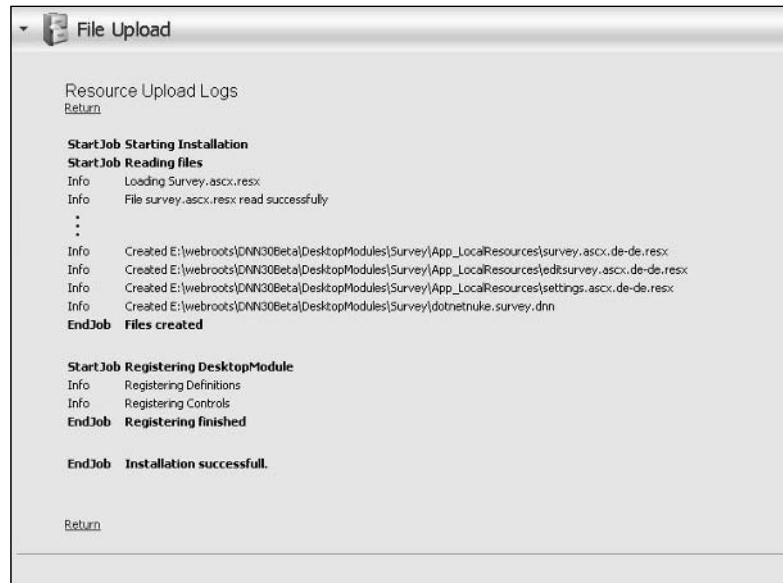 File Upload
Resource Upload Logs
Return
StartJob Starting Installation
StartJob Reading files
Info Loading Survey.ascx.resx
Info File survey.ascx.resx read successfully
Info Created E:\webroots\DNN30Beta\DesktopModules\Survey\App_LocalResources\survey.ascx.de-de.resx
Info Created E:\webroots\DNN30Beta\DesktopModules\Survey\App_LocalResources\editsurvey.ascx.de-de.resx
Info Created E:\webroots\DNN30Beta\DesktopModules\Survey\App_LocalResources\settings.ascx.de-de.resx
Info Created E:\webroots\DNN30Beta\DesktopModules\Survey\dotnetnuke.survey.dnn
EndJob Files created
StartJob Registering DesktopModule
Info Registering Definitions
Info Registering Controls
EndJob Registering finished
EndJob Installation successfull.
Return